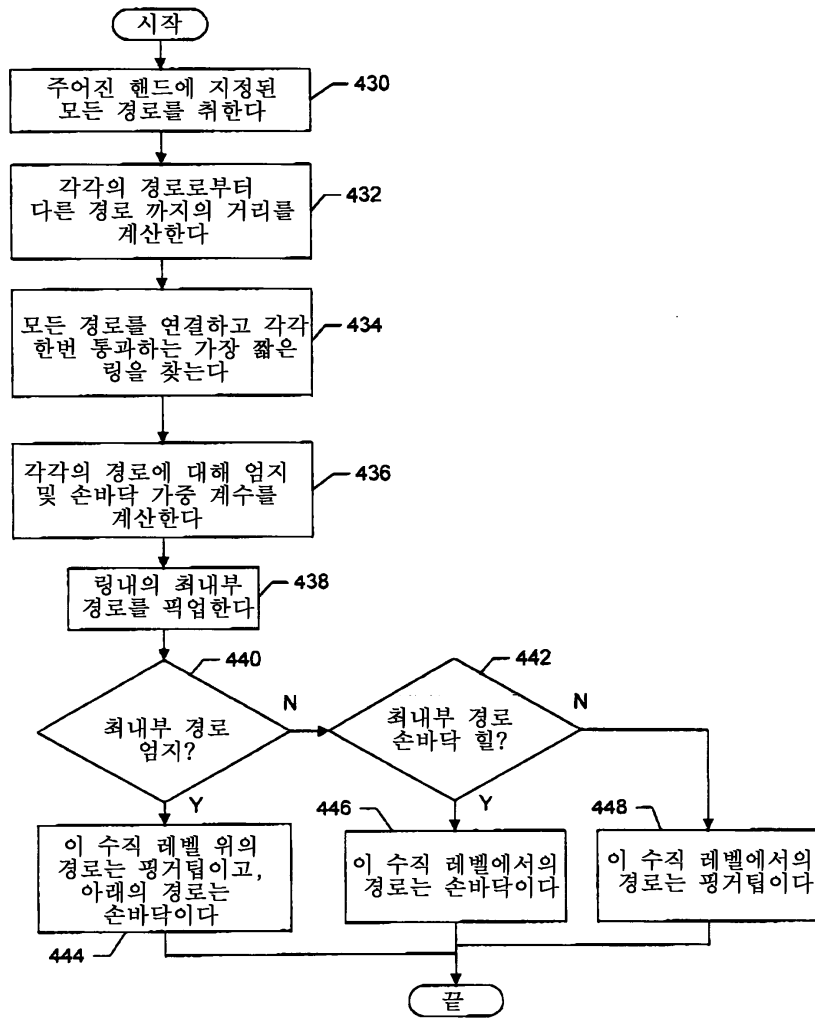 시작
주어진 핸드에 지정된
모든 경로를 취한다
430
각각의 경로로부터
다른 경로 까지의 거리를
계산한다
432
모든 경로를 연결하고 각각
한번 통과하는 가장 짧은
링을 찾는다
434
각각의 경로에 대해 엄지
및 손바닥 가중 계수를
계산한다
436
링내의 최내부
경로를 픽업한다
438
440
최내부 경로
엄지?
N
Y
442
최내부 경로
손바닥 힐?
N
Y
이 수직 레벨 위의
경로는 핑거팁이고,
아래의 경로는
손바닥이다
444
446
이 수직 레벨에서의
경로는 손바닥이다
448
이 수직 레벨에서의
경로는 핑거팁이다
끝